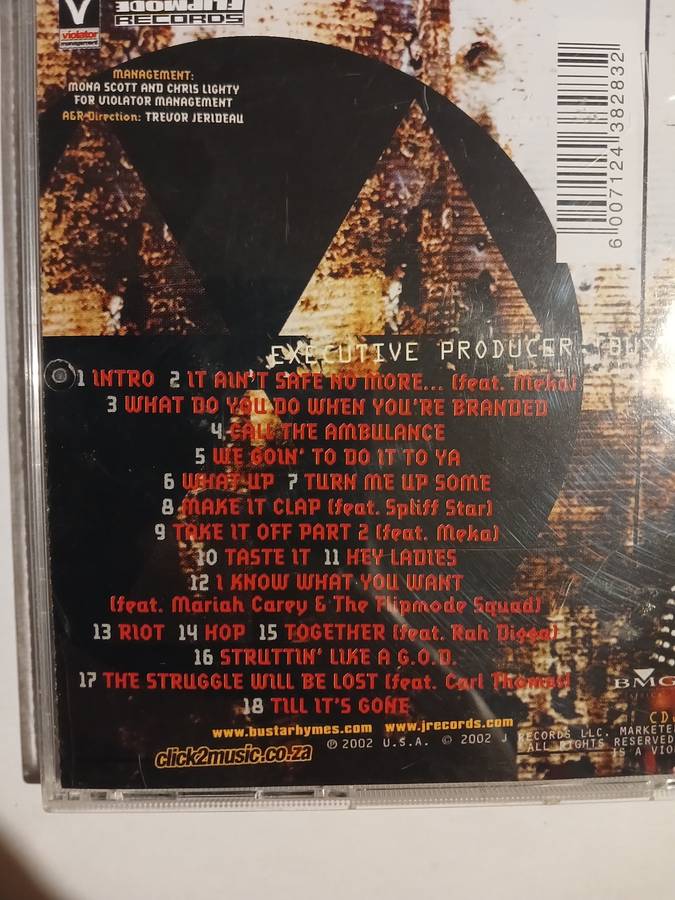 V
violator
FLIPMODE
RECORDS
MANAGEMENT:
MONA SCOTT AND CHRIS LIGHTY
FOR VIOLATOR MANAGEMENT
A&R Direction: TREVOR JERIDEAU
6 007124 382832
EXECUTIVE PRODUCER: BUS
1 INTRO 2 IT AIN'T SAFE NO MORE... (feat. Meka)
3 WHAT DO YOU DO WHEN YOU'RE BRANDED
4 CALL THE AMBULANCE
5 WE GOIN' TO DO IT TO YA
6 WHAT UP 7 TURN ME UP SOME
8 MAKE IT CLAP (feat. Spliff Star)
9 TAKE IT OFF PART 2 (feat. Meka)
10 TASTE IT 11 HEY LADIES
12 I KNOW WHAT YOU WANT
(feat. Mariah Carey & The Flipmode Squad)
13 RIOT 14 HOP 15 TOGETHER (feat. Rah Digga)
16 STRUTTIN' LIKE A G.O.D.
17 THE STRUGGLE WILL BE LOST (feat. Carl Thomas)
18 TILL IT'S GONE
www.bustarhymes.com www.jrecords.com
click2music.co.za
℗ 2002 U.S.A. © 2002 J RECORDS LLC. MARKETE
ALL RIGHTS RESERVED
IS A VIO
BMG
CD